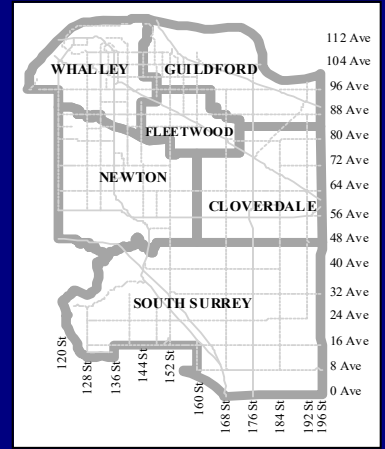 112 Ave
104 Ave
WHALLEY GUILDFORD
96 Ave
88 Ave
FLEETWOOD
80 Ave
72 Ave
NEWTON
64 Ave
CLOVERDALE
56 Ave
48 Ave
40 Ave
SOUTH SURREY
32 Ave
24 Ave
16 Ave
8 Ave
0 Ave
120 St
128 St
136 St
144 St
152 St
160 St
168 St
176 St
184 St
192 St
196 St